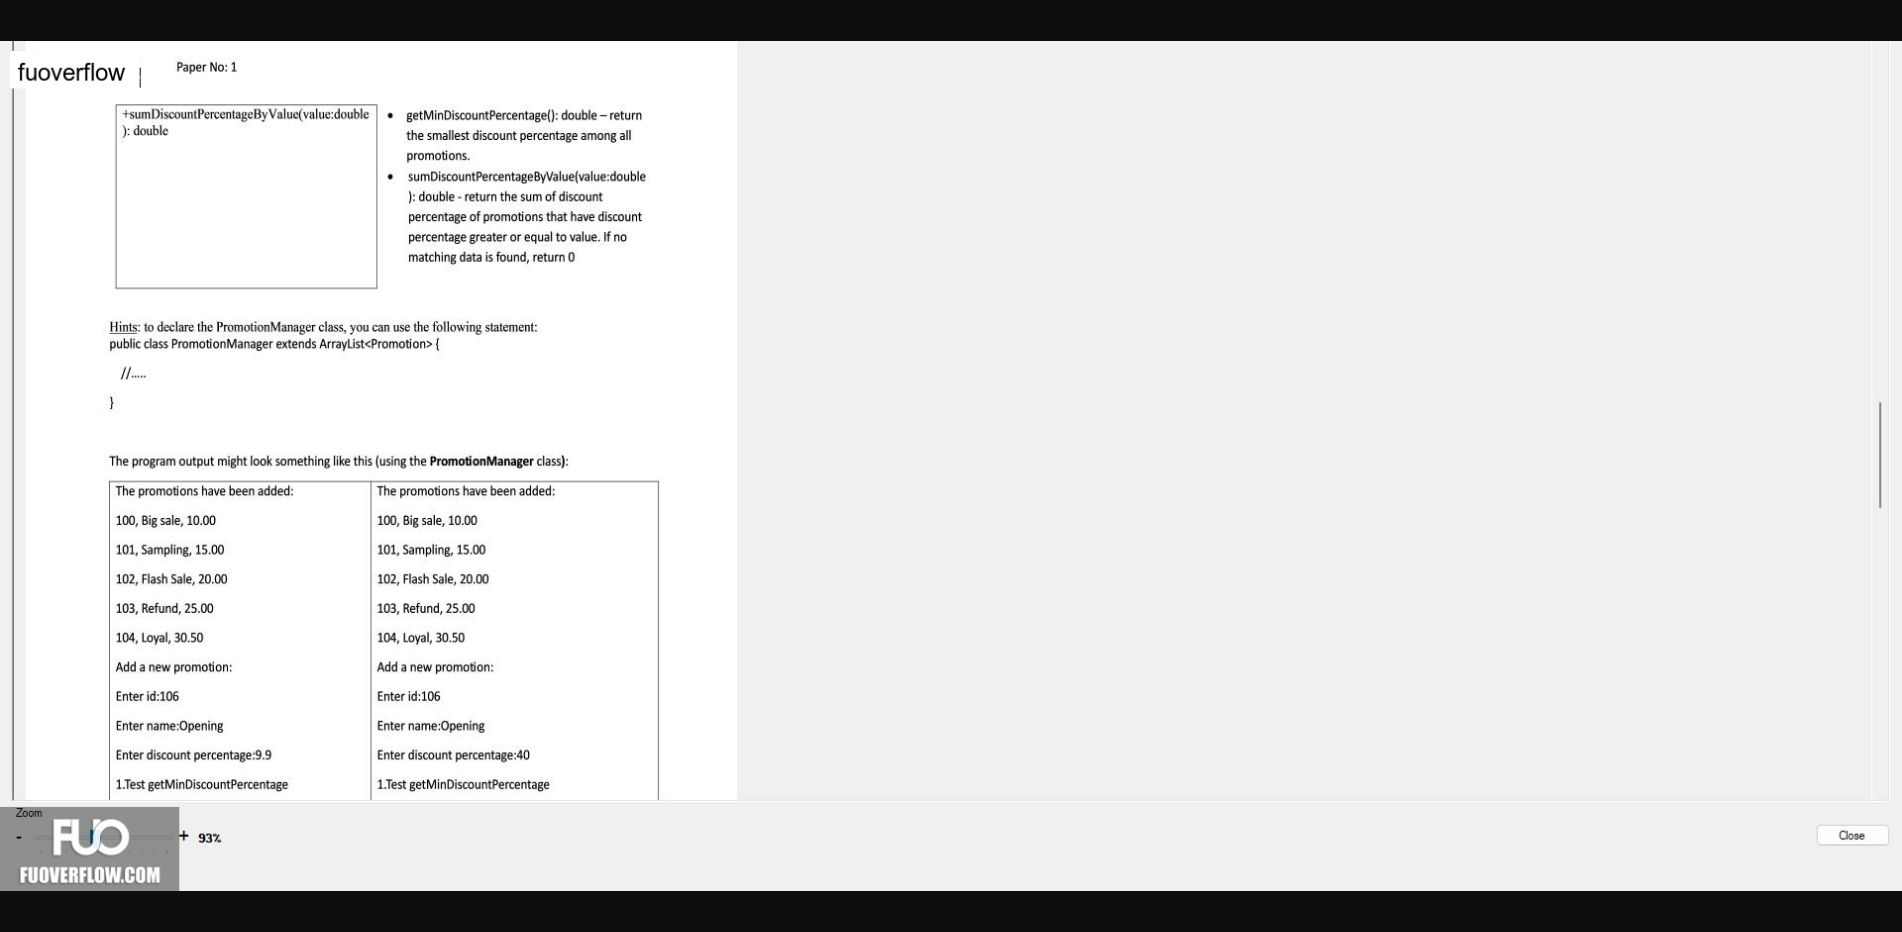 fuoverflow
Paper No: 1
+sumDiscountPercentageByValue(value:double
): double
• getMinDiscountPercentage(): double – return
the smallest discount percentage among all
promotions.
• sumDiscountPercentageByValue(value:double
): double - return the sum of discount
percentage of promotions that have discount
percentage greater or equal to value. If no
matching data is found, return 0
Hints: to declare the PromotionManager class, you can use the following statement:
public class PromotionManager extends ArrayList<Promotion> {
//.....
}
The program output might look something like this (using the PromotionManager class):
The promotions have been added:
100, Big sale, 10.00
101, Sampling, 15.00
102, Flash Sale, 20.00
103, Refund, 25.00
104, Loyal, 30.50
Add a new promotion:
Enter id:106
Enter name:Opening
Enter discount percentage:9.9
1.Test getMinDiscountPercentage
The promotions have been added:
100, Big sale, 10.00
101, Sampling, 15.00
102, Flash Sale, 20.00
103, Refund, 25.00
104, Loyal, 30.50
Add a new promotion:
Enter id:106
Enter name:Opening
Enter discount percentage:40
1.Test getMinDiscountPercentage
Zoom
- + 93%
FUO
FUOVERFLOW.COM
Close